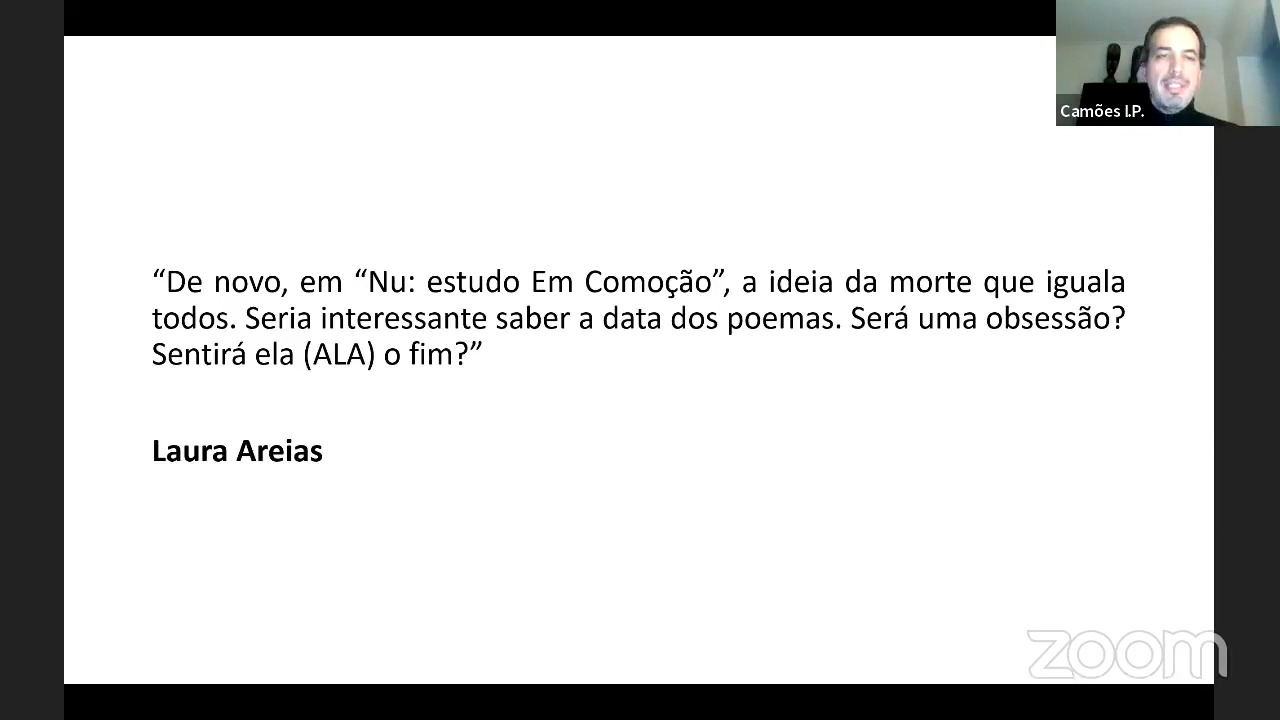 Camões I.P.
“De novo, em “Nu: estudo Em Comoção”, a ideia da morte que iguala
todos. Seria interessante saber a data dos poemas. Será uma obsessão?
Sentirá ela (ALA) o fim?”
Laura Areias
zoom